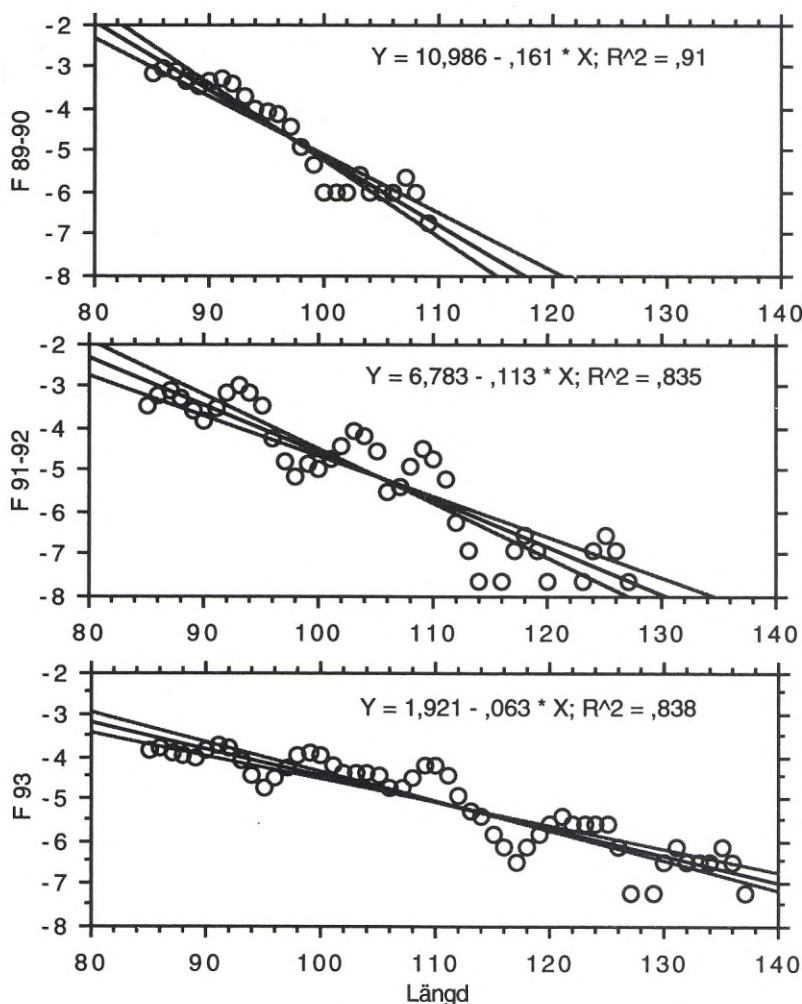 -2
-3
-4
-5
-6
-7
-8
F 89-90
Y = 10,986 - ,161 * X; R^2 = ,91
80 90 100 110 120 130 140
-2
-3
-4
-5
-6
-7
-8
F 91-92
Y = 6,783 - ,113 * X; R^2 = ,835
80 90 100 110 120 130 140
-2
-3
-4
-5
-6
-7
-8
F 93
Y = 1,921 - ,063 * X; R^2 = ,838
80 90 100 110 120 130 140
Längd